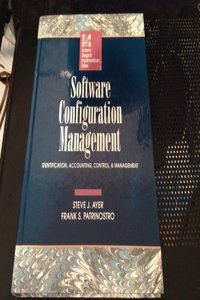 Software
Configuration
Management
IDENTIFICATION, ACCOUNTING, CONTROL, & MANAGEMENT
STEVE J. AYER
FRANK S. PATRINOSTRO